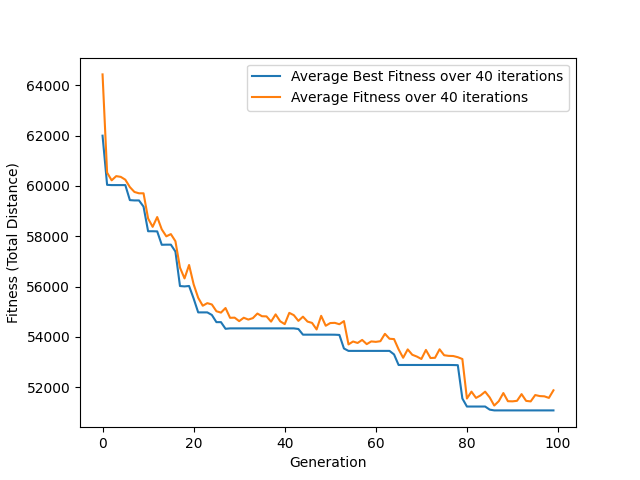 Average Best Fitness over 40 iterations
Average Fitness over 40 iterations
64000
62000
60000
58000
56000
54000
52000
Fitness (Total Distance)
0 20 40 60 80 100
Generation